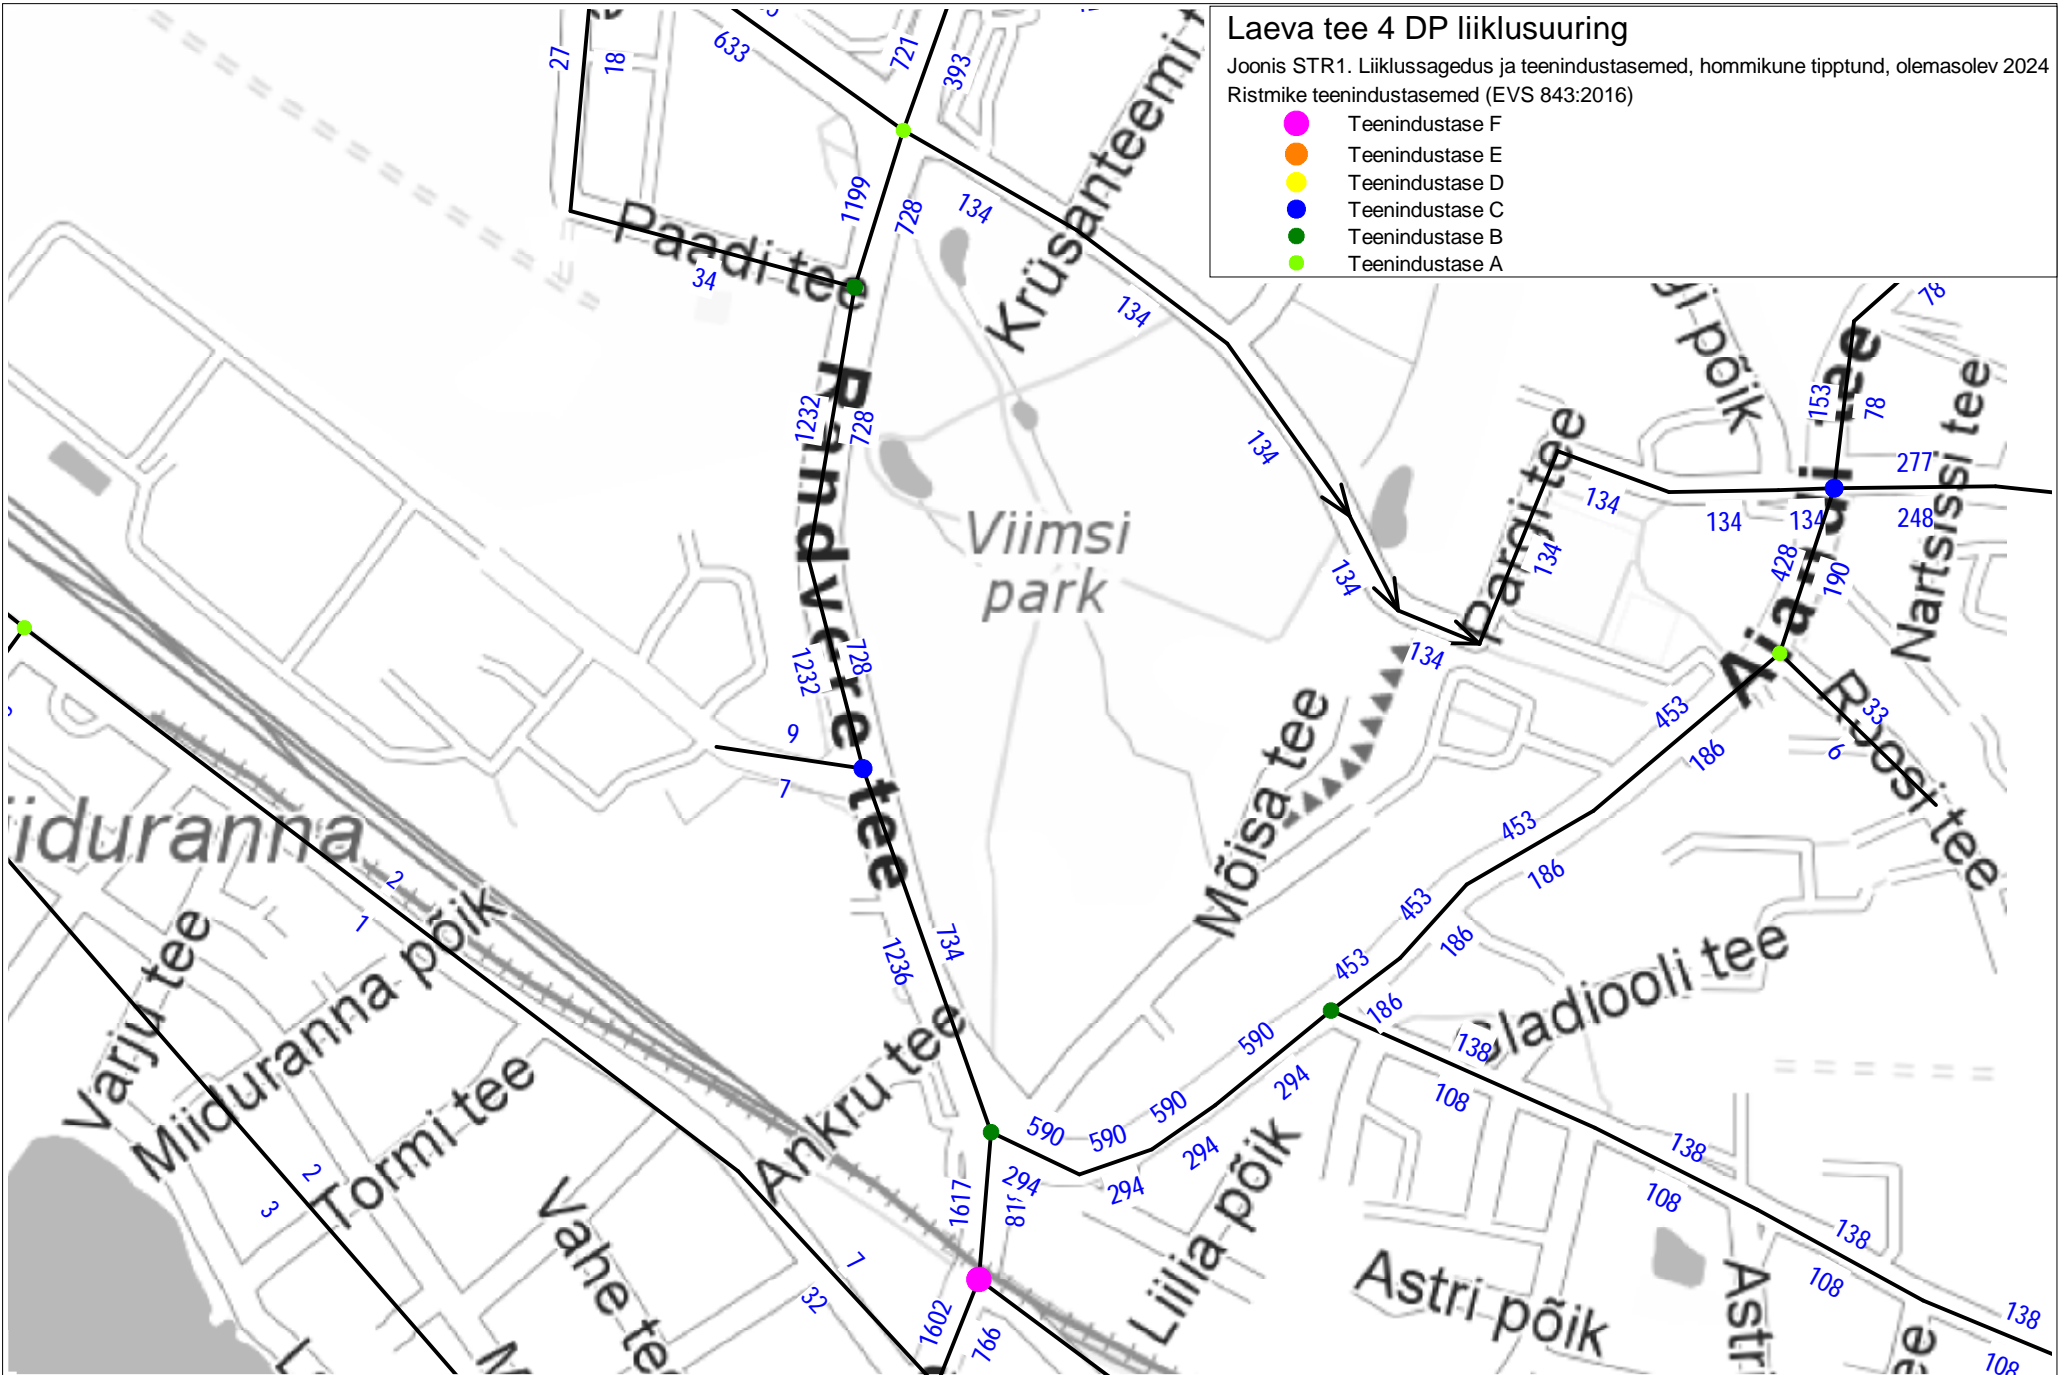 Laeva tee 4 DP liiklusuuring
Joonis STR1. Liiklussagedus ja teenindustasemed, hommikune tipptund, olemasolev 2024
Ristmike teenindustasemed (EVS 843:2016)
Teenindustase F
Teenindustase E
Teenindustase D
Teenindustase C
Teenindustase B
Teenindustase A
633
721
393
27
18
1199
728
134
Paadi tee
34
Krüsanteemi
134
78
põik
153
78
1232
728
134
Pargi tee
134
134
134
277
248
Nartsissi tee
Randvere tee
Viimsi
park
134
134
134
428
190
Aiandi tee
1232
728
9
7
453
186
33
6
Roosi tee
Mõisa tee
453
186
2
1
453
186
1236
734
453
186
Gladiooli tee
Varju tee
Miiduranna põik
Tormi tee
Ankru tee
590
294
138
108
590
590
590
294
294
294
1617
138
108
2
3
Vahe
7
32
Liilia põik
Astri põik
Astri
138
108
1602
766
138
108